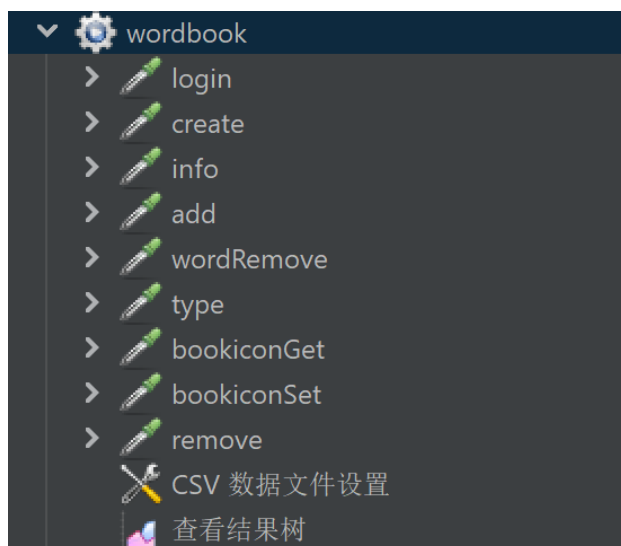 wordbook
login
create
info
add
wordRemove
type
bookiconGet
bookiconSet
remove
CSV 数据文件设置
查看结果树